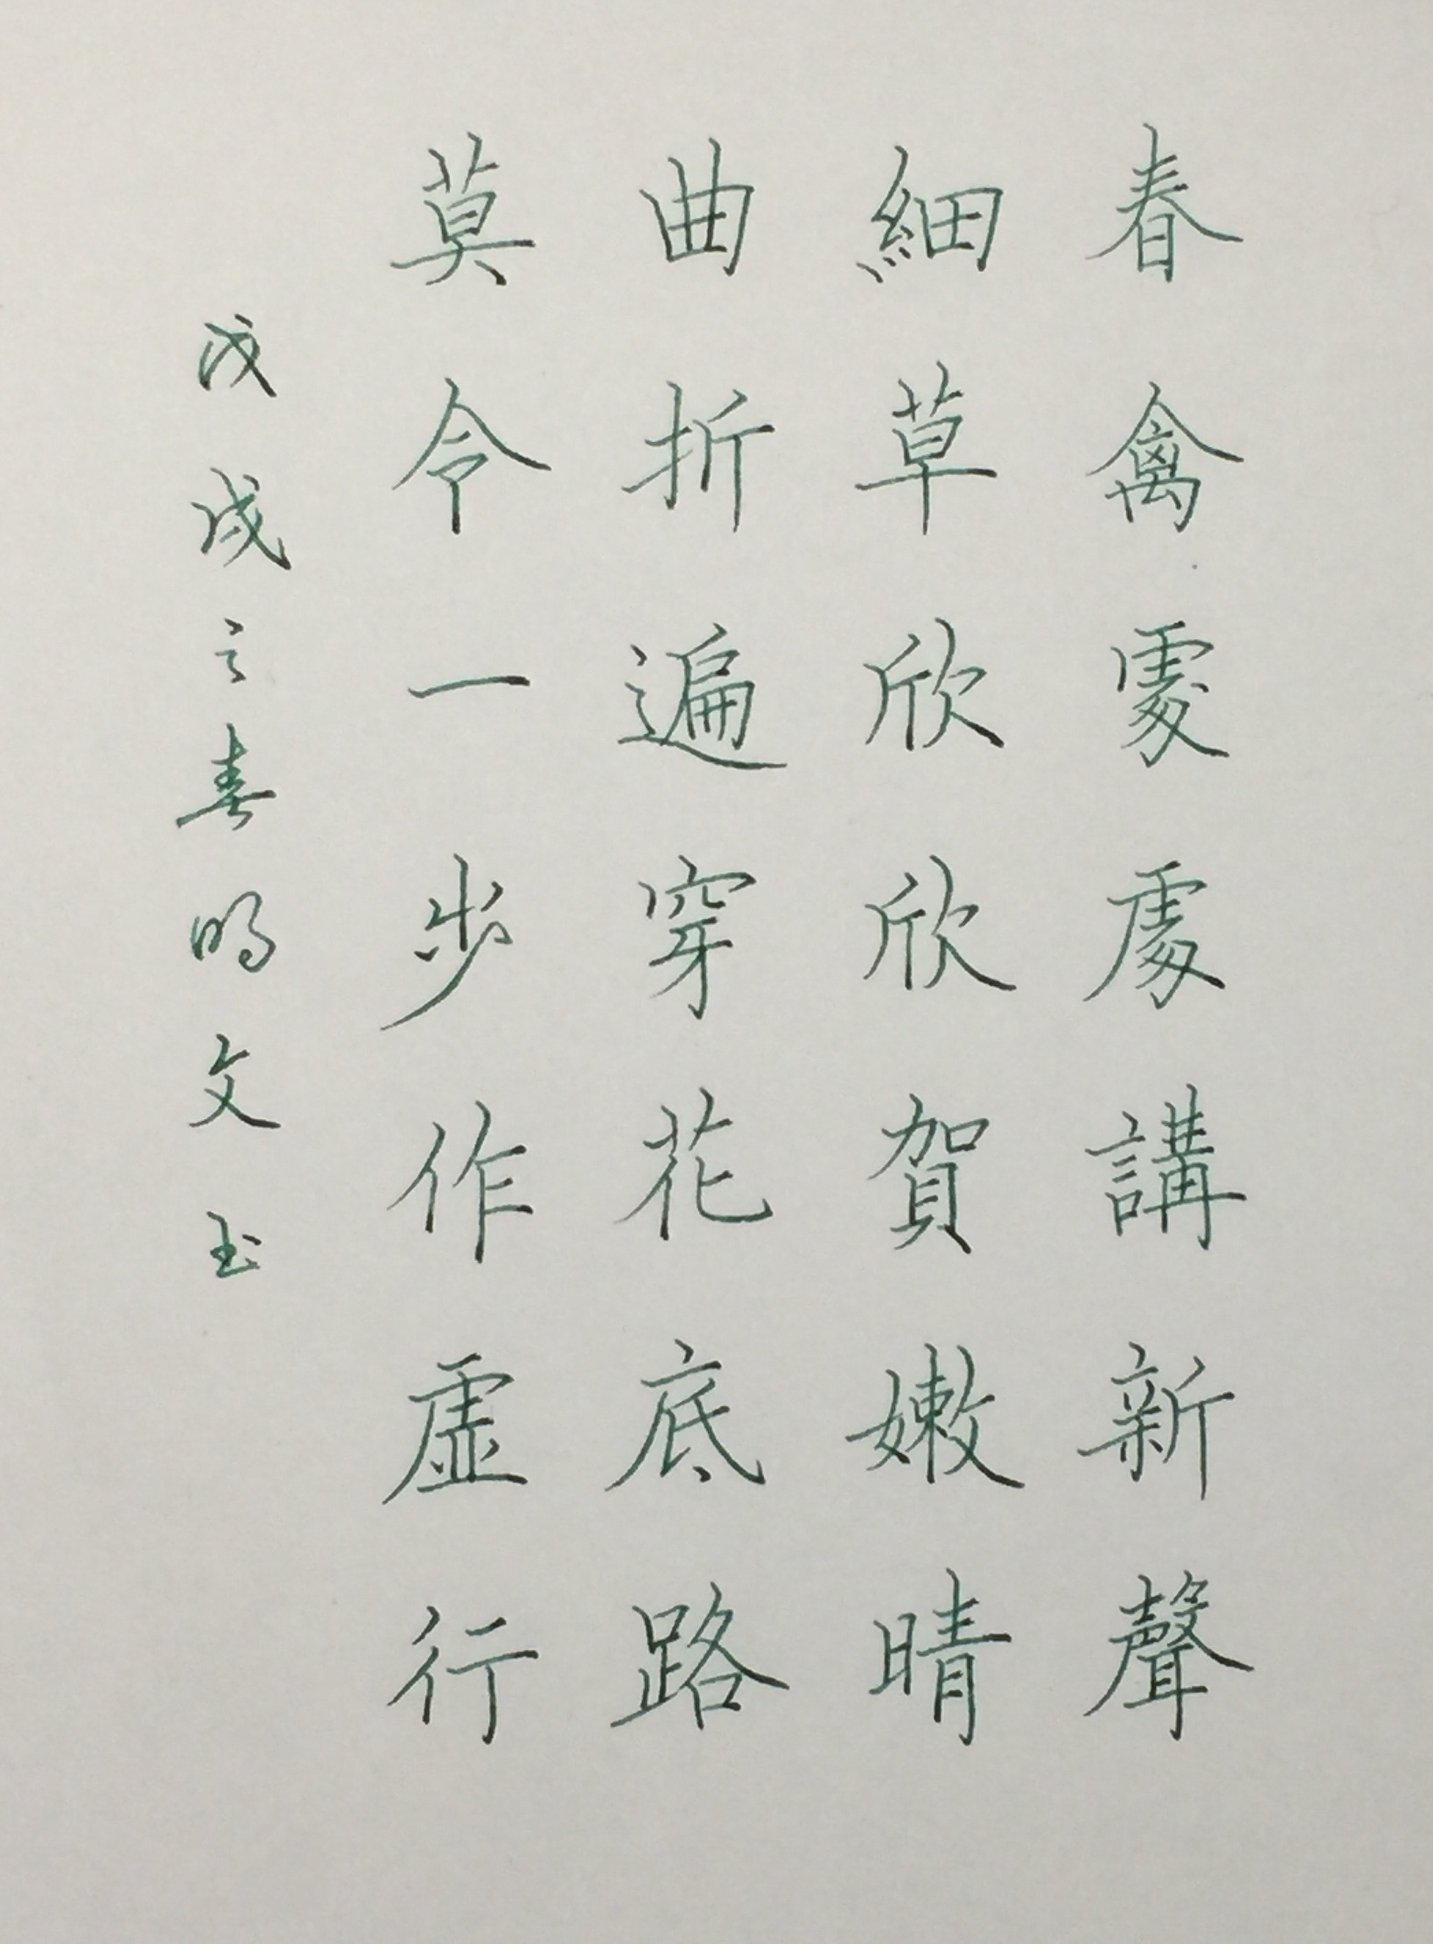 春禽處處講新聲
細草欣欣賀嫩晴
曲折遍穿花底路
莫令一步作虛行
戊戌之春明文书